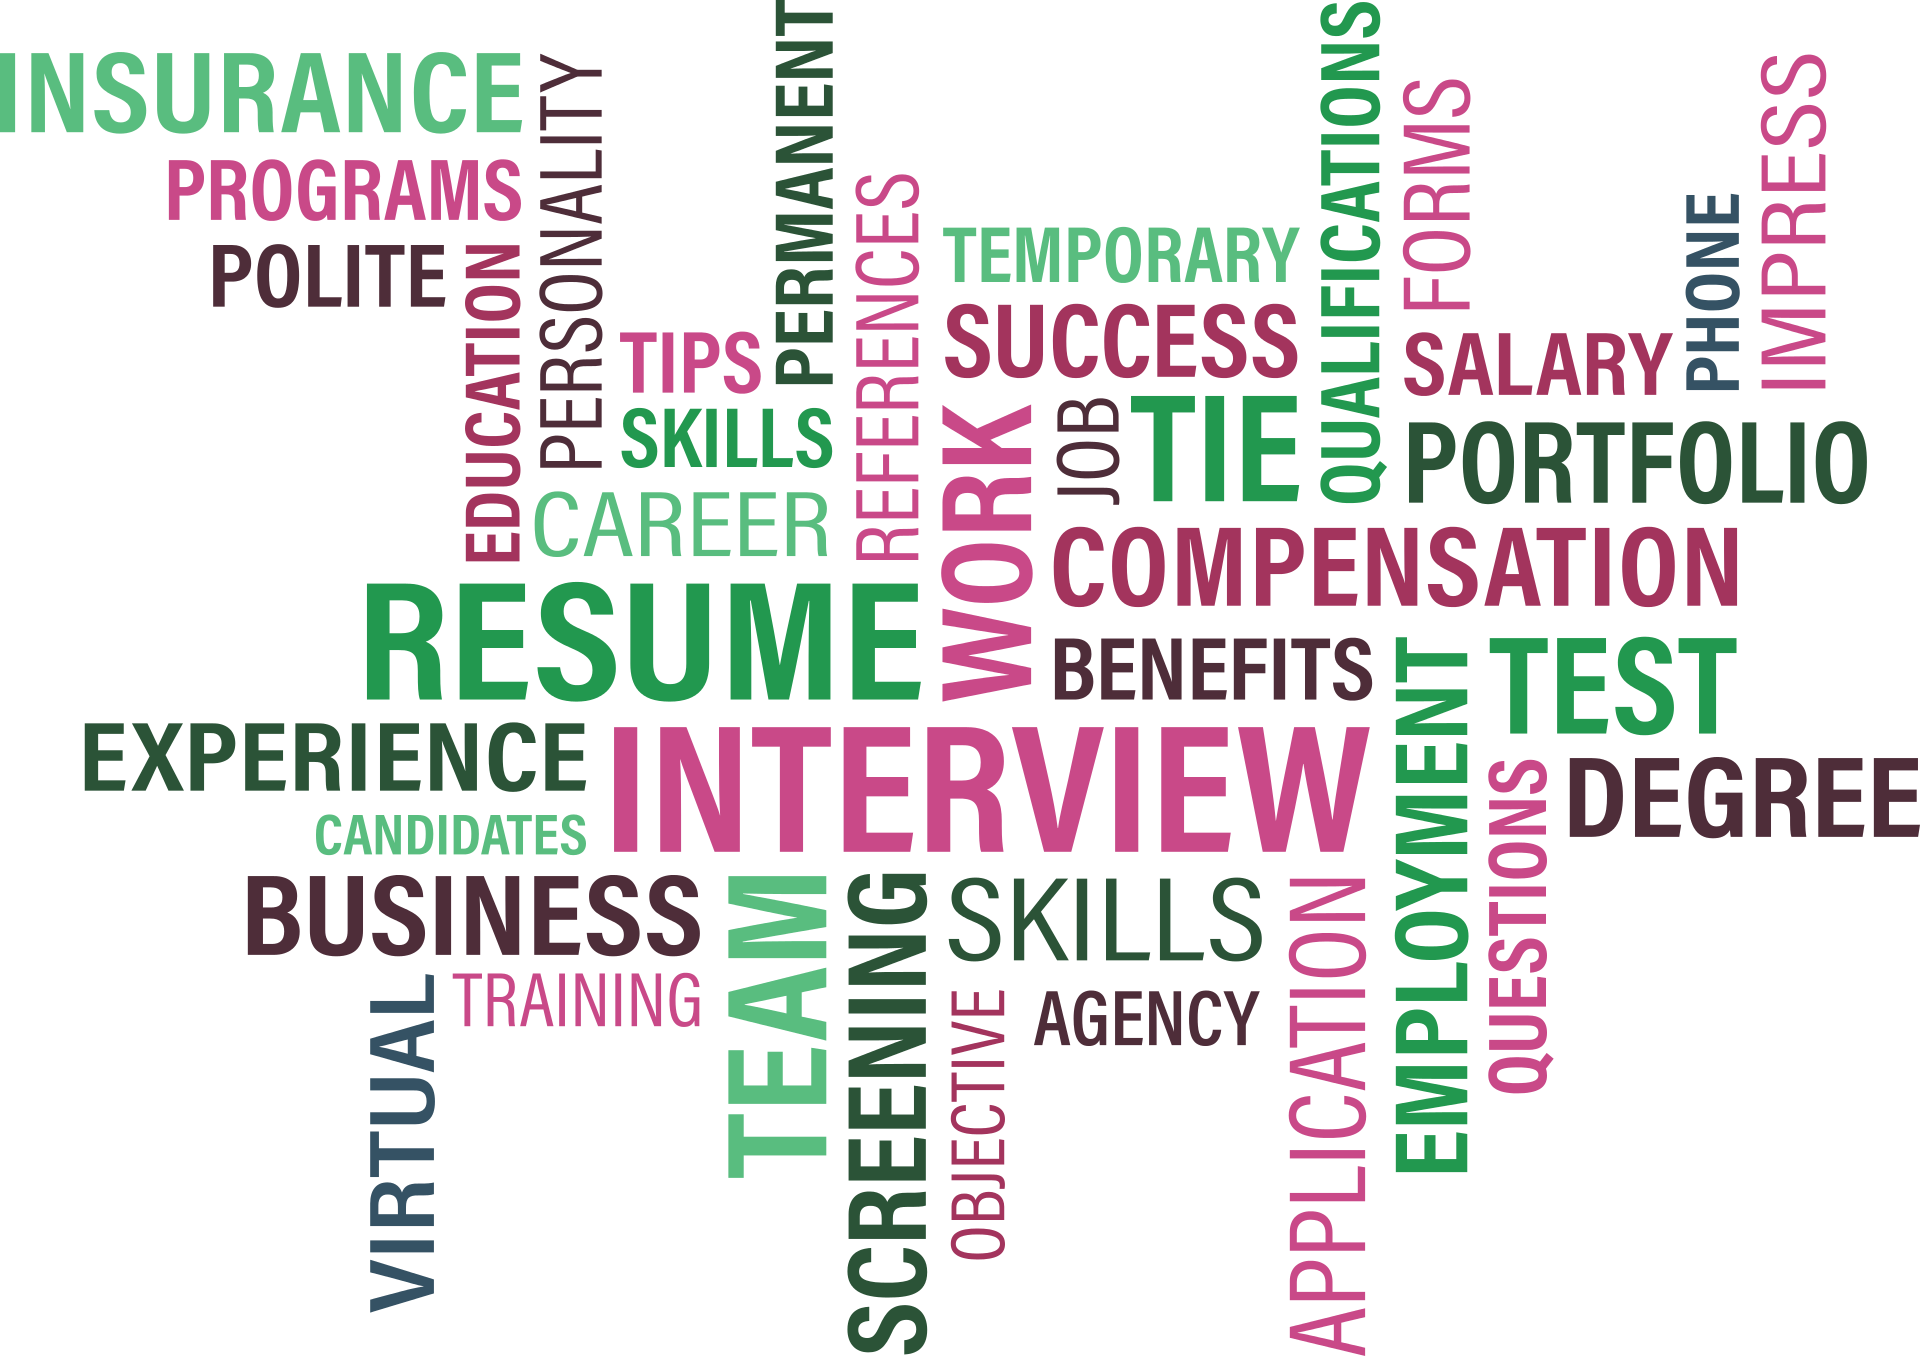 INSURANCE
PROGRAMS
POLITE
EDUCATION
PERSONALITY
PERMANENT
TIPS
SKILLS
CAREER
REFERENCES
TEMPORARY
SUCCESS
WORK
JOB
TIE
QUALIFICATIONS
FORMS
SALARY
PHONE
IMPRESS
PORTFOLIO
COMPENSATION
RESUME
BENEFITS
EMPLOYMENT
TEST
EXPERIENCE
INTERVIEW
CANDIDATES
QUESTIONS
DEGREE
BUSINESS
TEAM
SCREENING
SKILLS
APPLICATION
VIRTUAL
TRAINING
OBJECTIVE
AGENCY